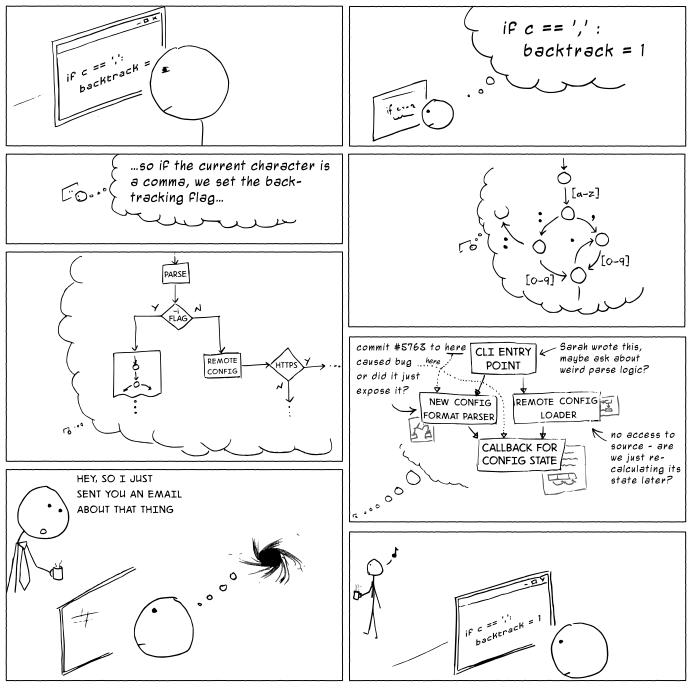 if c == ',':
backtrack =
if c == ',':
backtrack = 1
if c==','
...so if the current character is
a comma, we set the back-
tracking flag...
[a-z]
:
,
.
:
[0-9]
[0-9]
PARSE
Y
¬i
FLAG
N
REMOTE
CONFIG
HTTPS
Y
N
commit #5763 to here
caused bug
or did it just
expose it?
here
CLI ENTRY
POINT
Sarah wrote this,
maybe ask about
weird parse logic?
NEW CONFIG
FORMAT PARSER
REMOTE CONFIG
LOADER
CALLBACK FOR
CONFIG STATE
no access to
source - are
we just re-
calculating its
state later?
HEY, SO I JUST
SENT YOU AN EMAIL
ABOUT THAT THING
if c == ',':
backtrack = 1